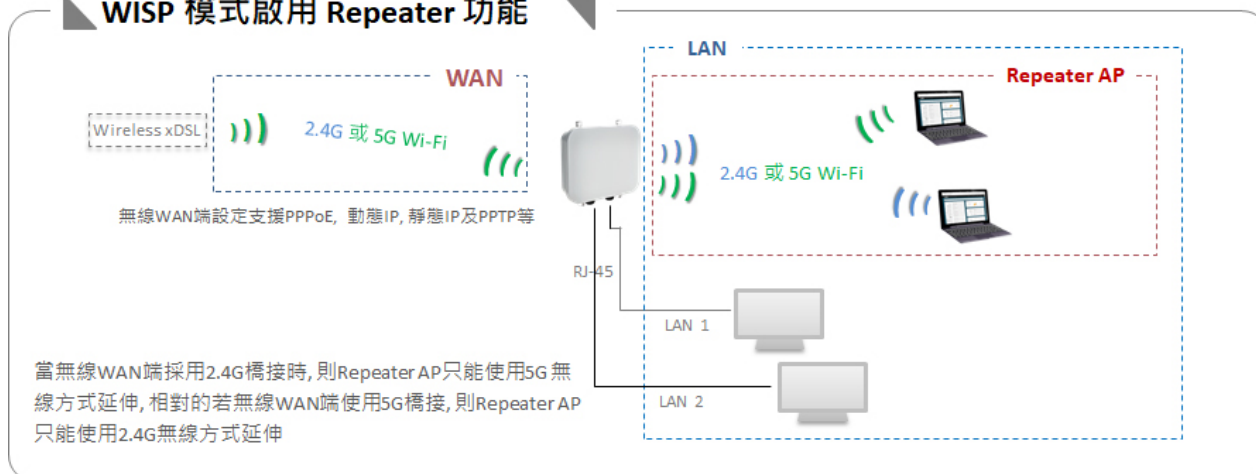 WISP 模式啟用 Repeater 功能
LAN
WAN
Repeater AP
Wireless xDSL
2.4G 或 5G Wi-Fi
2.4G 或 5G Wi-Fi
無線WAN端設定支援PPPoE, 動態IP, 靜態IP及PPTP等
RJ-45
LAN 1
LAN 2
當無線WAN端採用2.4G橋接時, 則Repeater AP只能使用5G 無
線方式延伸, 相對的若無線WAN端使用5G橋接, 則Repeater AP
只能使用2.4G無線方式延伸